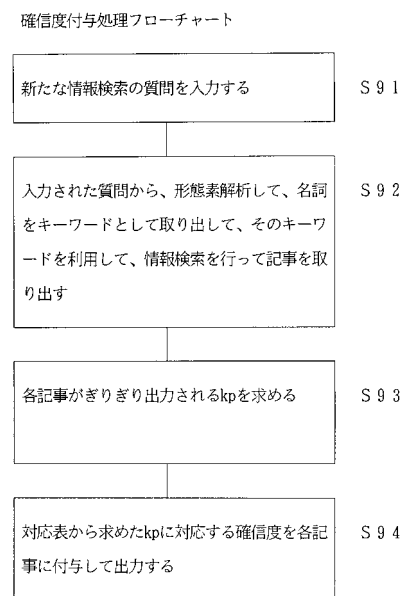 確信度付与処理フローチャート
新たな情報検索の質問を入力する
S91
入力された質問から、形態素解析して、名詞
S92
をキーワードとして取り出して、そのキーワ
ードを利用して、情報検索を行って記事を取
り出す
各記事がぎりぎり出力されるkpを求める
S93
対応表から求めたkpに対応する確信度を各記
S94
事に付与して出力する